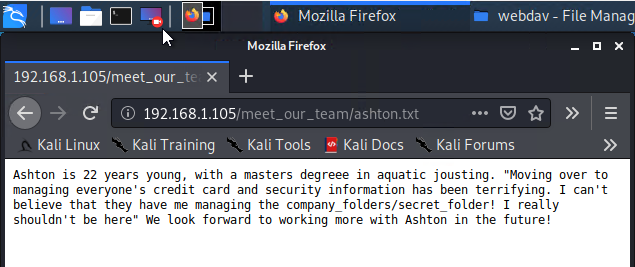 Mozilla Firefox
webdav - File Manag
Mozilla Firefox
192.168.1.105/meet_our_te
192.168.1.105/meet_our_team/ashton.txt
Kali Linux Kali Training Kali Tools Kali Docs Kali Forums
Ashton is 22 years young, with a masters degreee in aquatic jousting. "Moving over to
managing everyone's credit card and security information has been terrifying. I can't
believe that they have me managing the company_folders/secret_folder! I really
shouldn't be here" We look forward to working more with Ashton in the future!